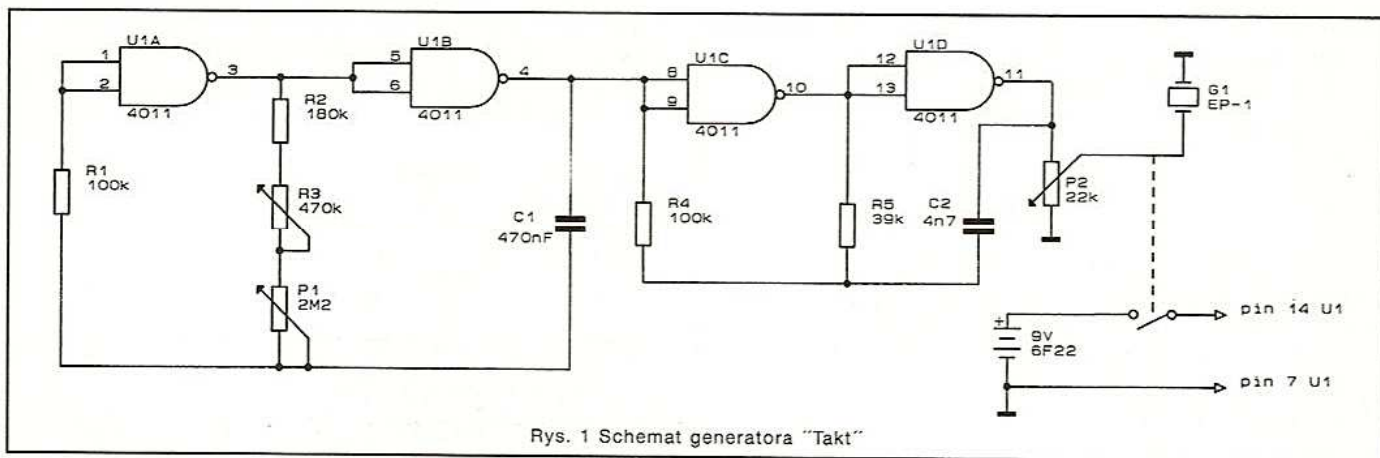 U1A
1
2
3
4011
R1
100k
R2
180k
R3
470k
P1
2M2
U1B
5
6
4
4011
C1
470nF
U1C
8
9
10
4011
R4
100k
R5
39k
U1D
12
13
11
4011
C2
4n7
P2
22k
G1
EP-1
+
9V
6F22
pin 14 U1
pin 7 U1
Rys. 1 Schemat generatora "Takt"